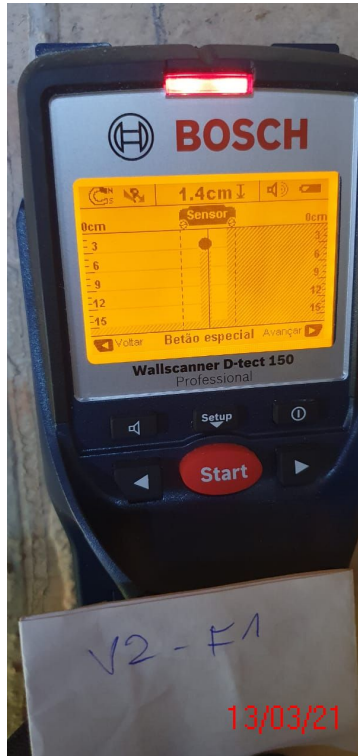 BOSCH
N
S
1.4cm
Sensor
0cm 0cm
3 3
6 6
9 9
12 12
15 15
Voltar Betão especial Avançar
Wallscanner D-tect 150
Professional
Setup
Start
V2-F1
13/03/21